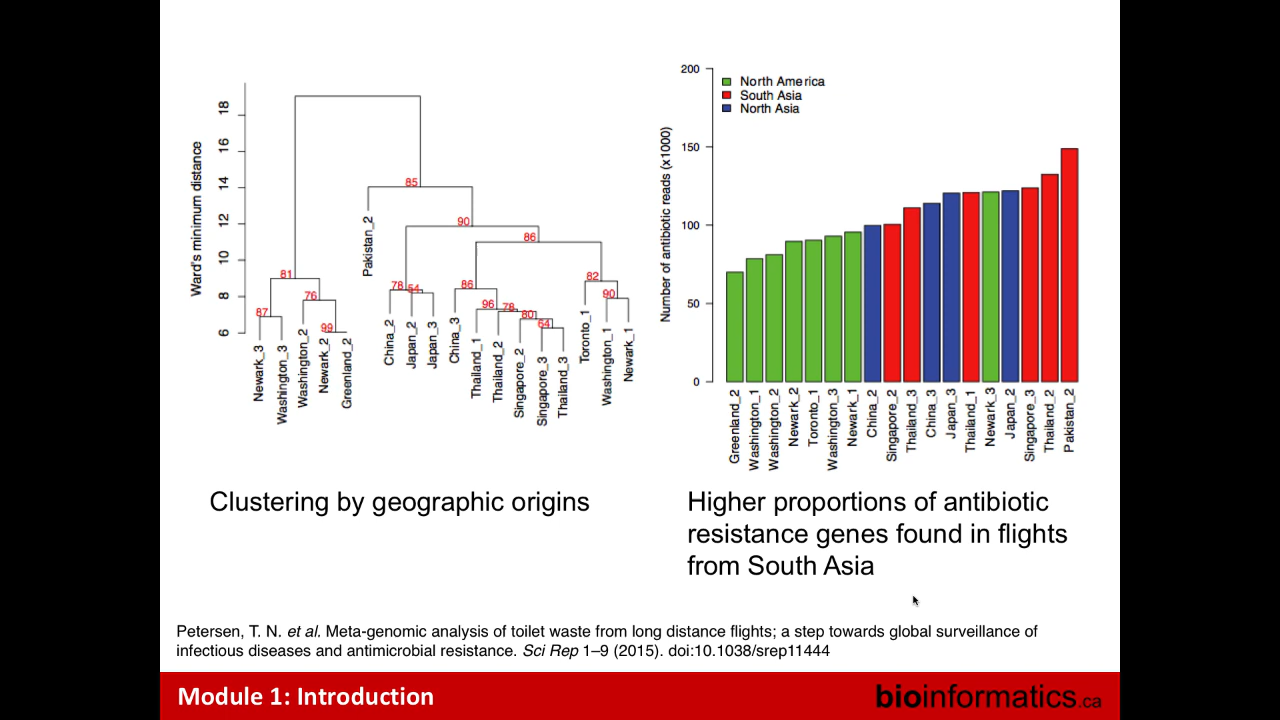 Ward's minimum distance
18
16
14
12
10
8
6
85
90
86
81
76
87
99
78
54
86
96
78
80
64
82
90
Newark_3
Washington_3
Washington_2
Newark_2
Greenland_2
Pakistan_2
China_2
Japan_2
Japan_3
China_3
Thailand_1
Thailand_2
Singapore_2
Singapore_3
Thailand_3
Toronto_1
Washington_1
Newark_1
Clustering by geographic origins
Number of antibiotic reads (x1000)
200
150
100
50
0
North America
South Asia
North Asia
Greenland_2
Washington_1
Washington_2
Newark_2
Toronto_1
Washington_3
Newark_1
China_2
Singapore_2
Thailand_3
China_3
Japan_3
Thailand_1
Newark_3
Japan_2
Singapore_3
Thailand_2
Pakistan_2
Higher proportions of antibiotic
resistance genes found in flights
from South Asia
Petersen, T. N. et al. Meta-genomic analysis of toilet waste from long distance flights; a step towards global surveillance of
infectious diseases and antimicrobial resistance. Sci Rep 1–9 (2015). doi:10.1038/srep11444
Module 1: Introduction
bioinformatics.ca